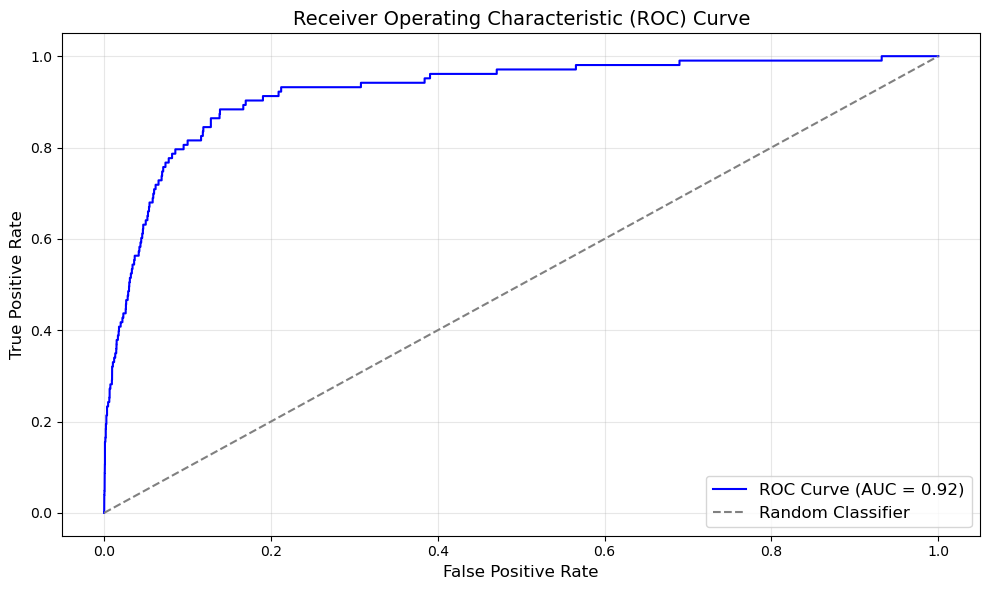 Receiver Operating Characteristic (ROC) Curve
True Positive Rate
1.0
0.8
0.6
0.4
0.2
0.0
0.0 0.2 0.4 0.6 0.8 1.0
False Positive Rate
ROC Curve (AUC = 0.92)
Random Classifier